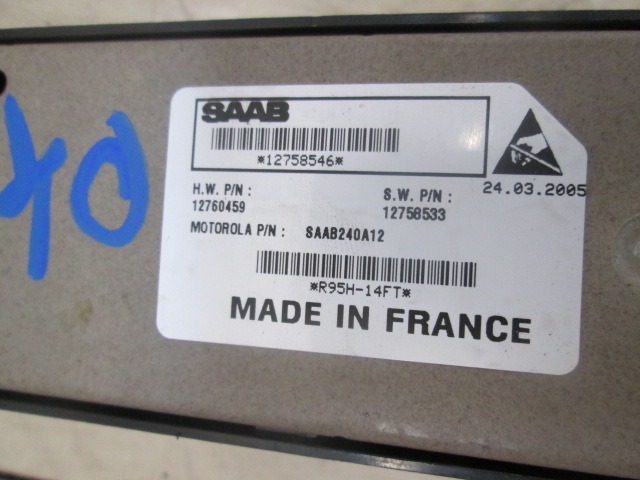 SAAB
*12758546*
24.03.2005
H.W. P/N :
12760459
S.W. P/N :
12758533
MOTOROLA P/N : SAAB240A12
*R95H-14FT*
MADE IN FRANCE